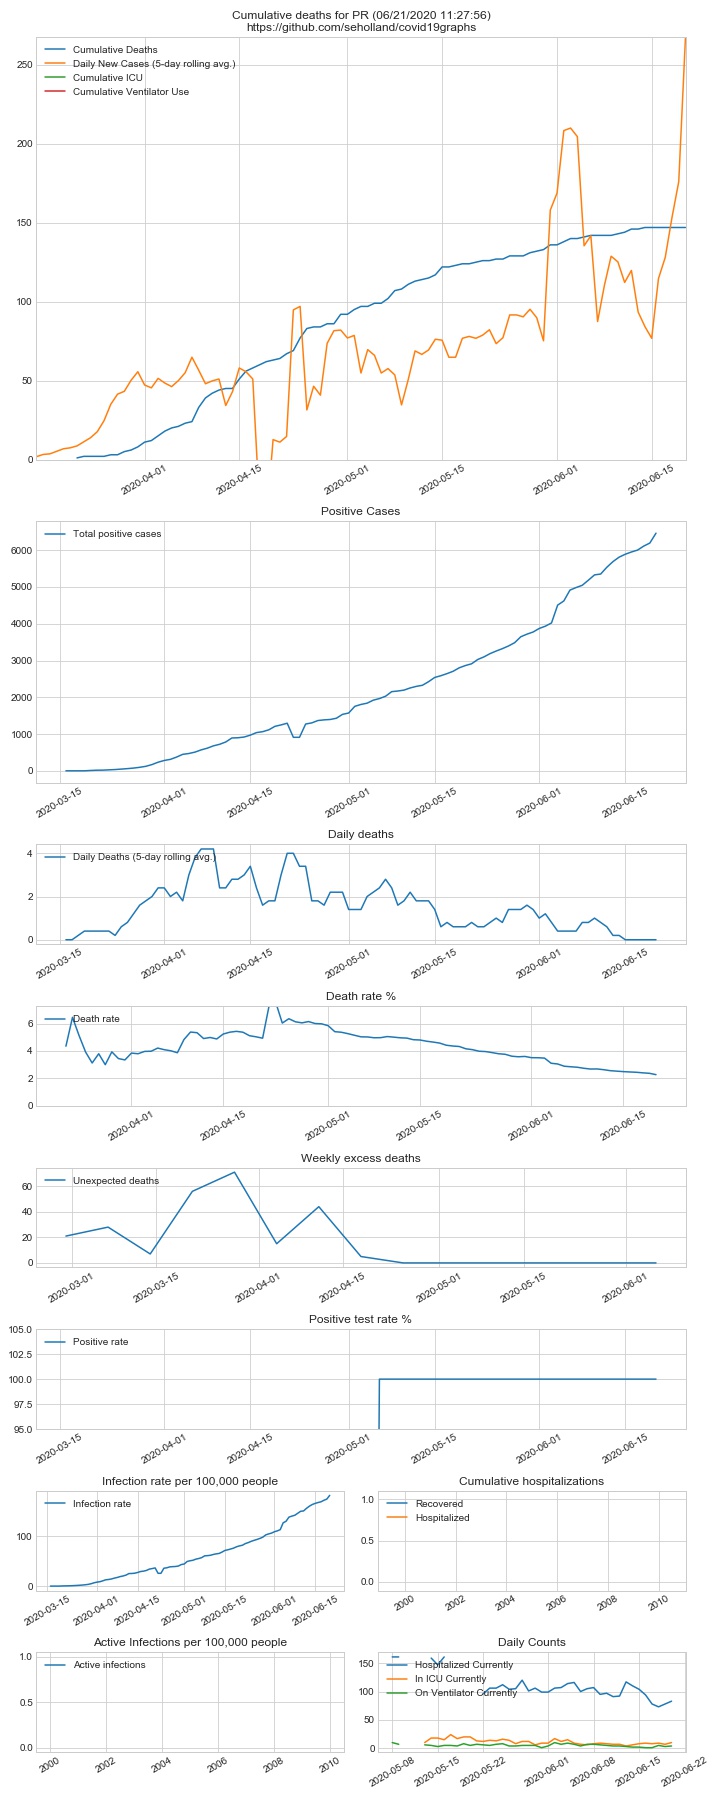 Cumulative deaths for PR (06/21/2020 11:27:56)
https://github.com/seholland/covid19graphs
Cumulative Deaths
Daily New Cases (5-day rolling avg.)
Cumulative ICU
Cumulative Ventilator Use
250
200
150
100
50
0
2020-04-01 2020-04-15 2020-05-01 2020-05-15 2020-06-01 2020-06-15
Positive Cases
Total positive cases
6000
5000
4000
3000
2000
1000
0
2020-03-15 2020-04-01 2020-04-15 2020-05-01 2020-05-15 2020-06-01 2020-06-15
Daily deaths
Daily Deaths (5-day rolling avg.)
4
2
0
2020-03-15 2020-04-01 2020-04-15 2020-05-01 2020-05-15 2020-06-01 2020-06-15
Death rate %
Death rate
6
4
2
0
2020-04-01 2020-04-15 2020-05-01 2020-05-15 2020-06-01 2020-06-15
Weekly excess deaths
Unexpected deaths
60
40
20
0
2020-03-01 2020-03-15 2020-04-01 2020-04-15 2020-05-01 2020-05-15 2020-06-01
Positive test rate %
Positive rate
105.0
102.5
100.0
97.5
95.0
2020-03-15 2020-04-01 2020-04-15 2020-05-01 2020-05-15 2020-06-01 2020-06-15
Infection rate per 100,000 people
Infection rate
100
0
2020-03-15 2020-04-01 2020-04-15 2020-05-01 2020-05-15 2020-06-01 2020-06-15
Cumulative hospitalizations
Recovered
Hospitalized
1.0
0.5
0.0
2000 2002 2004 2006 2008 2010
Active Infections per 100,000 people
Active infections
1.0
0.5
0.0
2000 2002 2004 2006 2008 2010
Daily Counts
Hospitalized Currently
In ICU Currently
On Ventilator Currently
150
100
50
0
2020-05-08 2020-05-15 2020-05-22 2020-06-01 2020-06-08 2020-06-15 2020-06-22